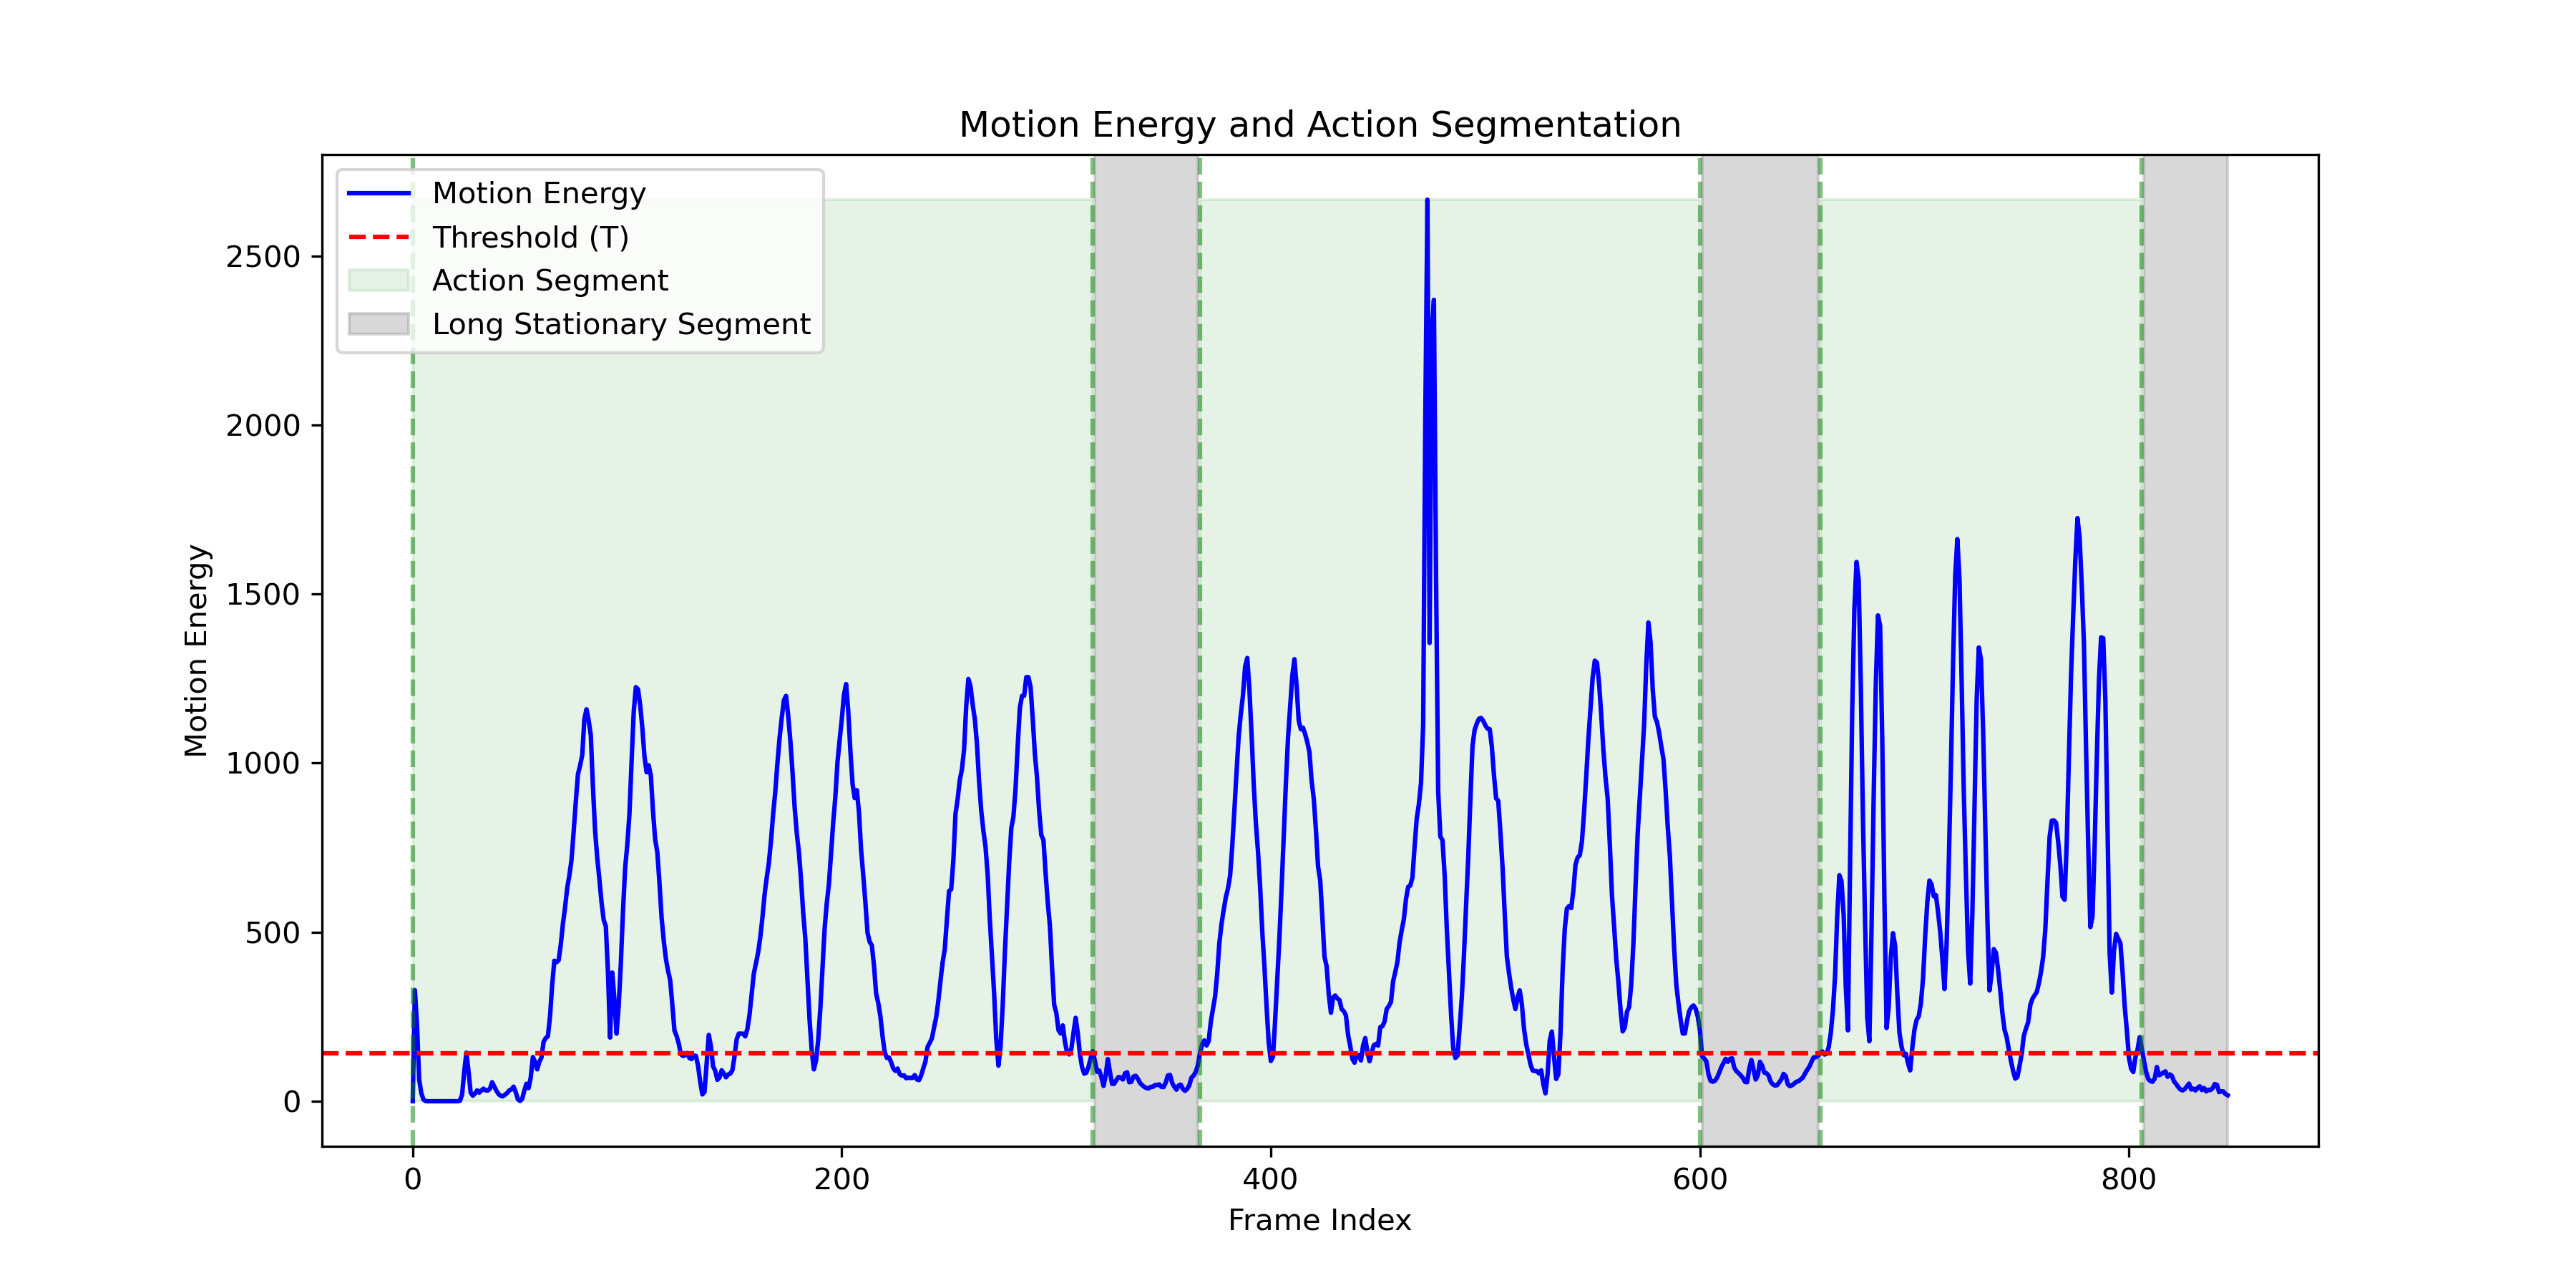 Motion Energy and Action Segmentation
Motion Energy
Threshold (T)
Action Segment
Long Stationary Segment
2500
2000
1500
1000
500
0
Motion Energy
0 200 400 600 800
Frame Index